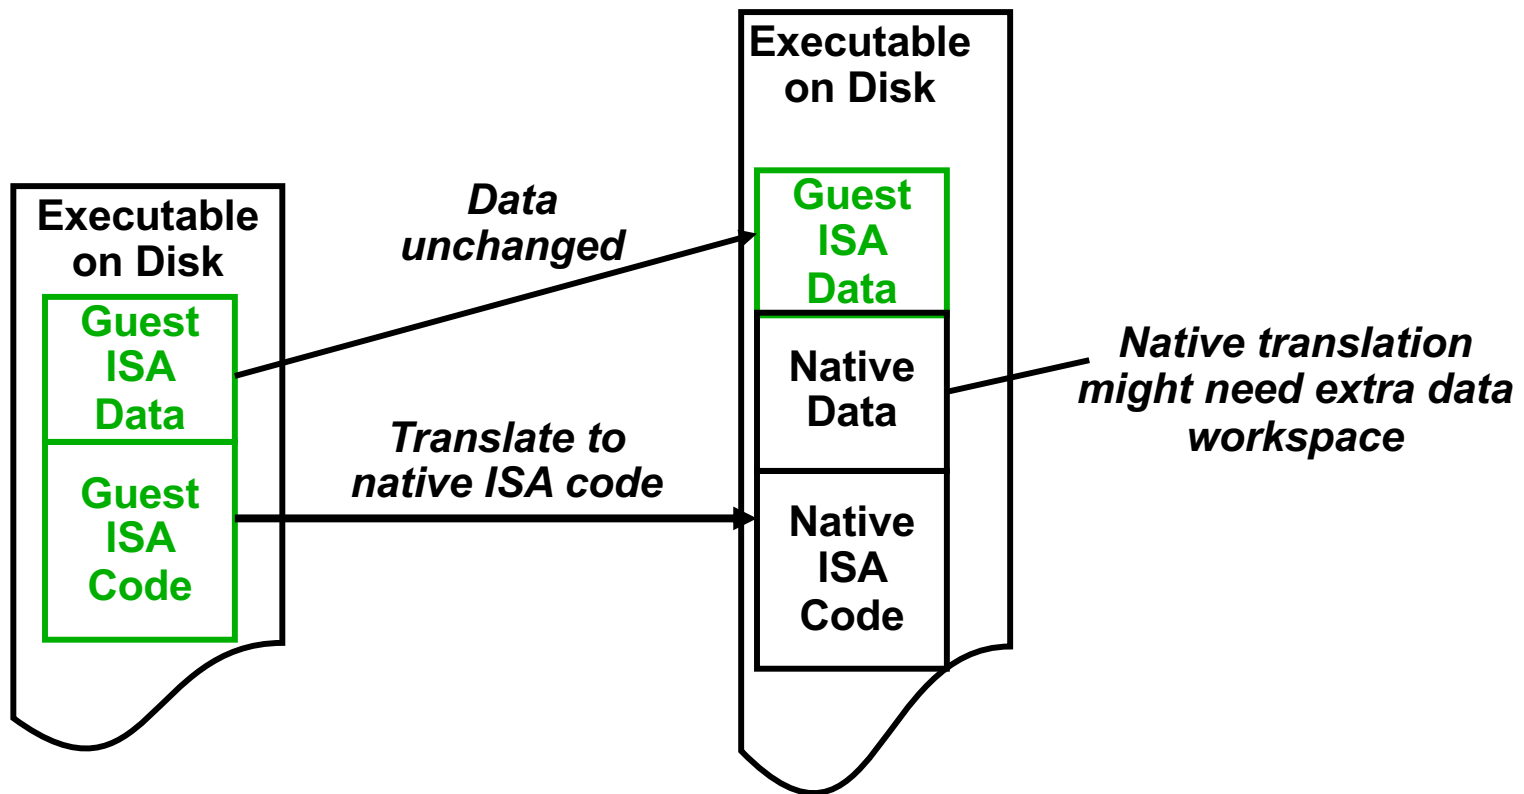 Executable
on Disk
Guest
ISA
Data
Guest
ISA
Code
Data
unchanged
Translate to
native ISA code
Executable
on Disk
Guest
ISA
Data
Native
Data
Native
ISA
Code
Native translation
might need extra data
workspace